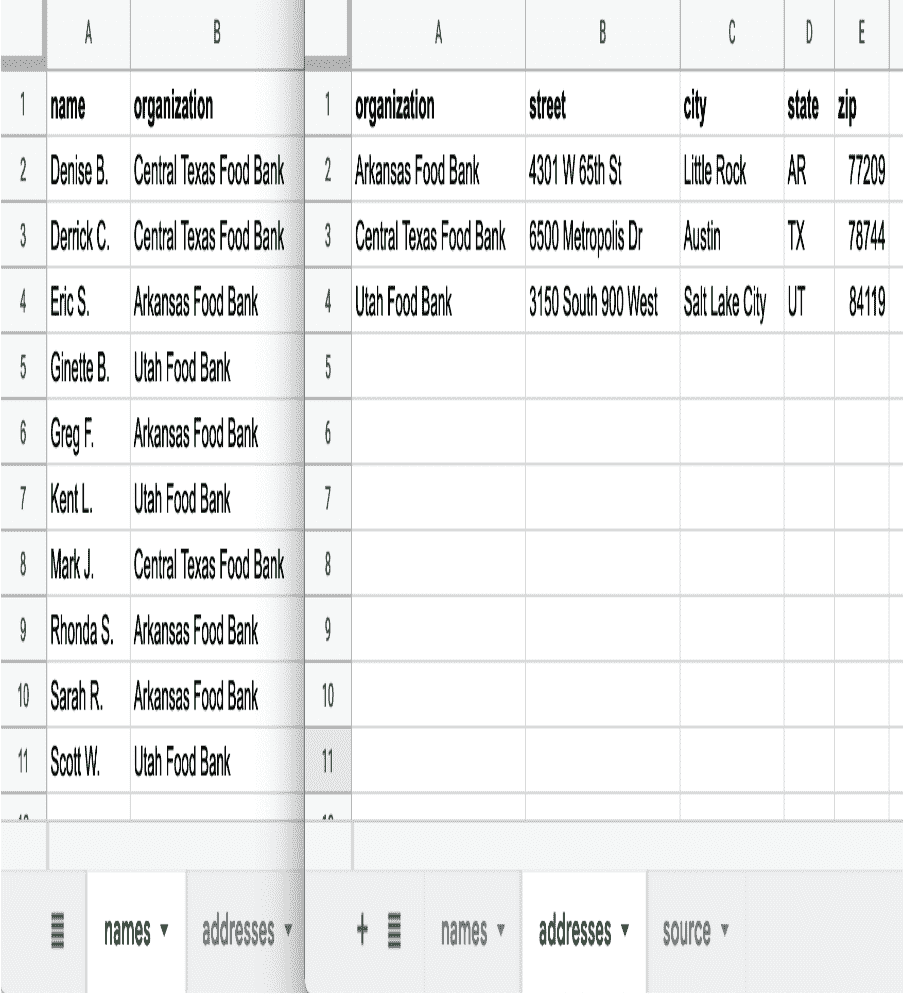 A B
1 name organization
2 Denise B. Central Texas Food Bank
3 Derrick C. Central Texas Food Bank
4 Eric S. Arkansas Food Bank
5 Ginette B. Utah Food Bank
6 Greg F. Arkansas Food Bank
7 Kent L. Utah Food Bank
8 Mark J. Central Texas Food Bank
9 Rhonda S. Arkansas Food Bank
10 Sarah R. Arkansas Food Bank
11 Scott W. Utah Food Bank
names addresses
A B C D E
1 organization street city state zip
2 Arkansas Food Bank 4301 W 65th St Little Rock AR 77209
3 Central Texas Food Bank 6500 Metropolis Dr Austin TX 78744
4 Utah Food Bank 3150 South 900 West Salt Lake City UT 84119
5
6
7
8
9
10
11
+ names addresses source